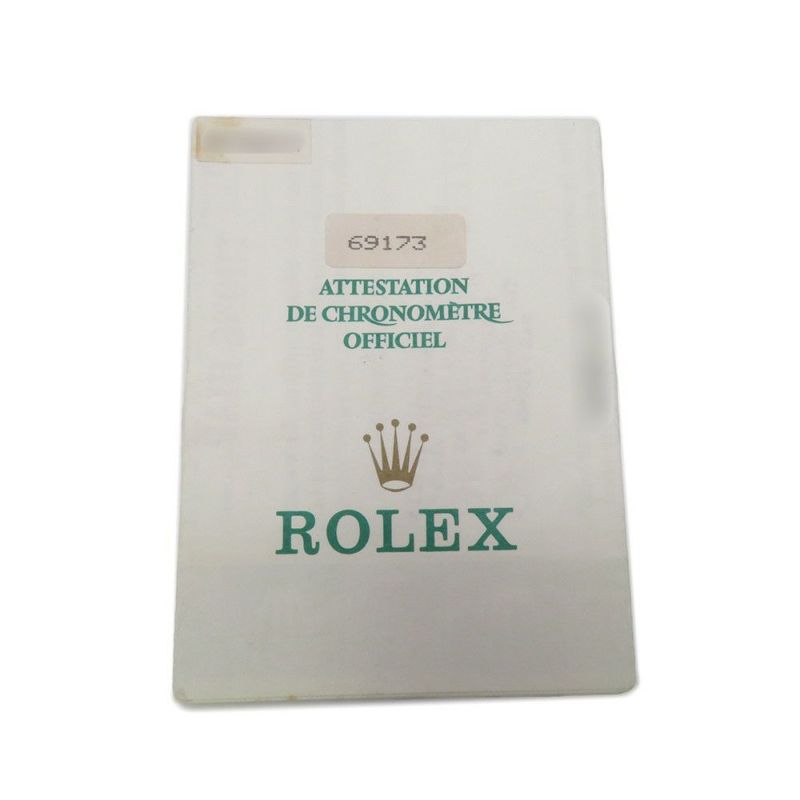 69173
ATTESTATION
DE CHRONOMÈTRE
OFFICIEL
ROLEX